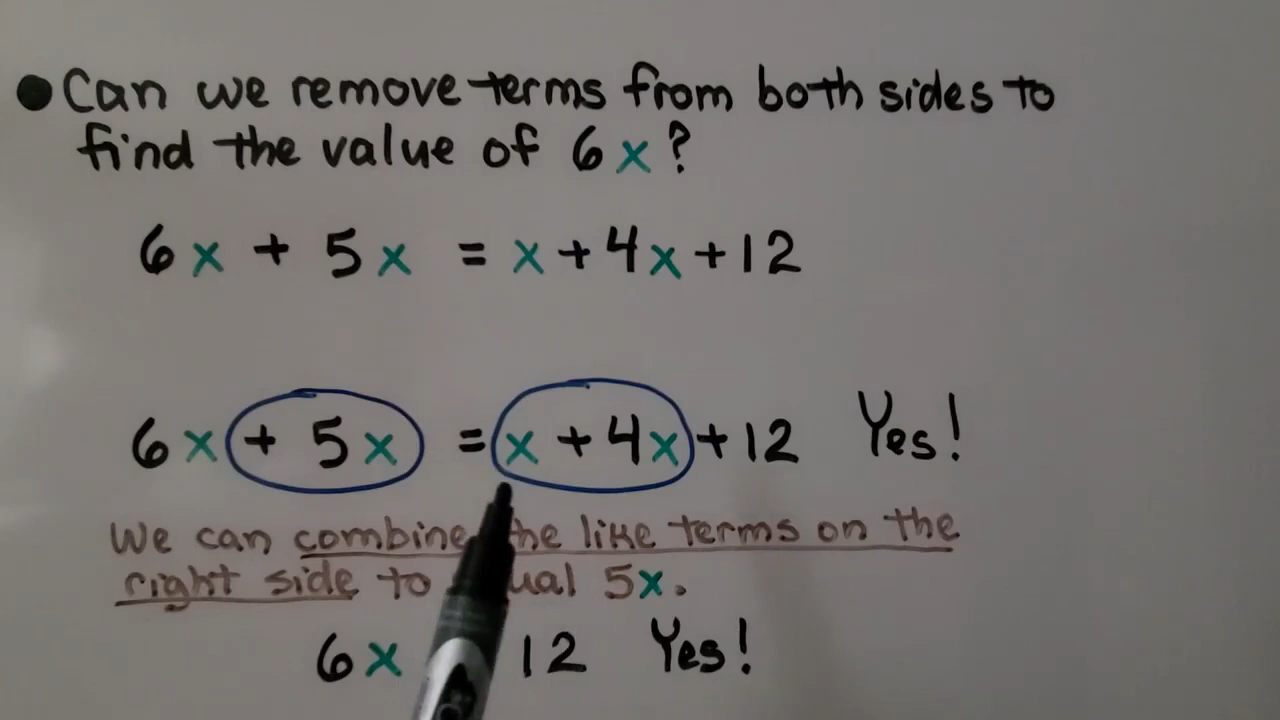 Can we remove terms from both sides to
find the value of 6x?
6x + 5x = x + 4x + 12
6x + 5x = x + 4x + 12 Yes!
We can combine the like terms on the
right side to 5x.
6x 12 Yes!